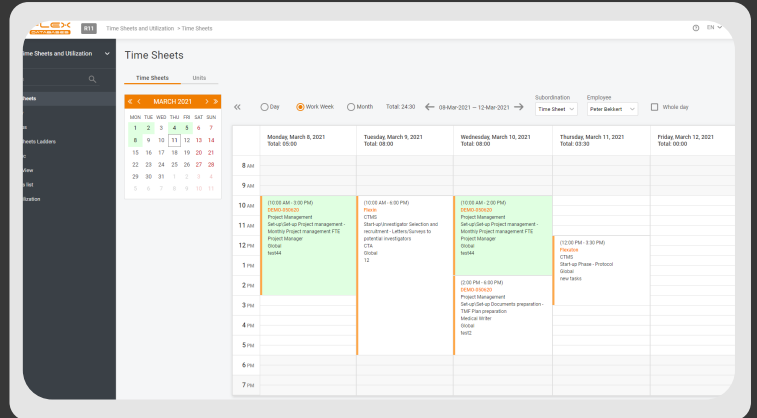 DATABASES
R11
Time Sheets and Utilization > Time Sheets
EN
ime Sheets and Utilization
Time Sheets
Time Sheets
Units
heets
as
heets Ladders
View
a list
ilization
MARCH 2021
MON TUE WED THU FRI SAT SUN
1 2 3 4 5 6 7
8 9 10 11 12 13 14
15 16 17 18 19 20 21
22 23 24 25 26 27 28
29 30 31 1 2 3 4
5 6 7 8 9 10 11
Day
Work Week
Month
Total: 24:30
08-Mar-2021 — 12-Mar-2021
Subordination
Time Sheet
Employee
Peter Bekkert
Whole day
Monday, March 8, 2021
Total: 05:00
Tuesday, March 9, 2021
Total: 08:00
Wednesday, March 10, 2021
Total: 08:00
Thursday, March 11, 2021
Total: 03:30
Friday, March 12, 2021
Total: 00:00
8 AM
9 AM
10 AM
11 AM
12 PM
1 PM
2 PM
3 PM
4 PM
5 PM
6 PM
7 PM
(10:00 AM - 3:00 PM)
DEMO-050620
Project Management
Set-up\Set-up Project management -
Monthly Project management FTE
Project Manager
Global
test44
(10:00 AM - 6:00 PM)
Flexin
CTMS
Start-up\Investigator Selection and
recruitment - Letters/Surveys to
potential investigators
CTA
Global
12
(10:00 AM - 2:00 PM)
DEMO-050620
Project Management
Set-up\Set-up Project management -
Monthly Project management FTE
Project Manager
Global
test44
(2:00 PM - 6:00 PM)
DEMO-050620
Project Management
Set-up\Set-up Documents preparation -
TMF Plan preparation
Medical Writer
Global
test2
(12:00 PM - 3:30 PM)
CTMS
Start-up Phase - Protocol
Global
new tasks